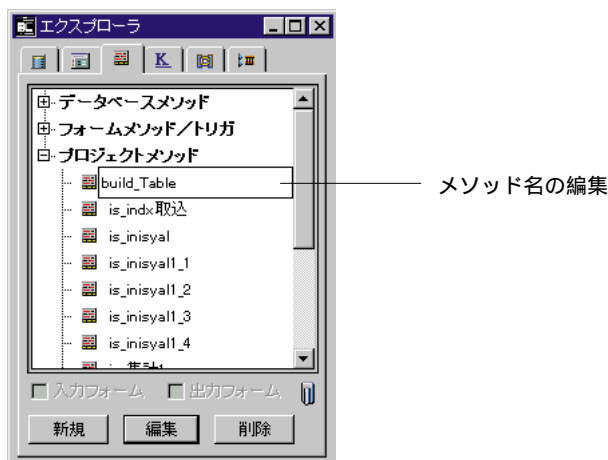 エクスプローラ
K
データベースメソッド
フォームメソッド／トリガ
プロジェクトメソッド
build_Table
メソッド名の編集
is_indx取込
is_inisyal
is_inisyal1_1
is_inisyal1_2
is_inisyal1_3
is_inisyal1_4
入力フォーム 出力フォーム
新規 編集 削除